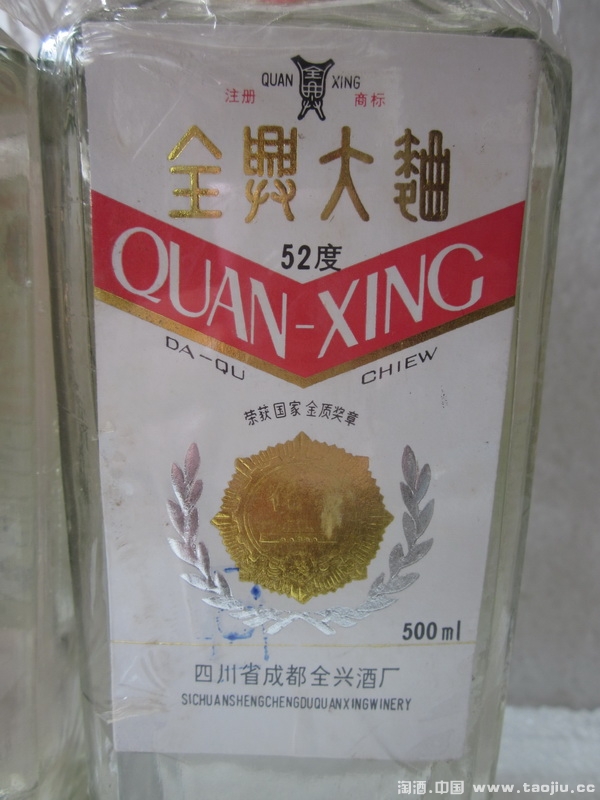 QUAN 全興 XING
注册 商标
全興大麯
52度
QUAN-XING
DA-QU CHIEW
荣获国家金质奖章
500ml
四川省成都全兴酒厂
SICHUANSHENGCHENGDUQUANXINGWINERY
淘酒.中国 www.taojiu.cc